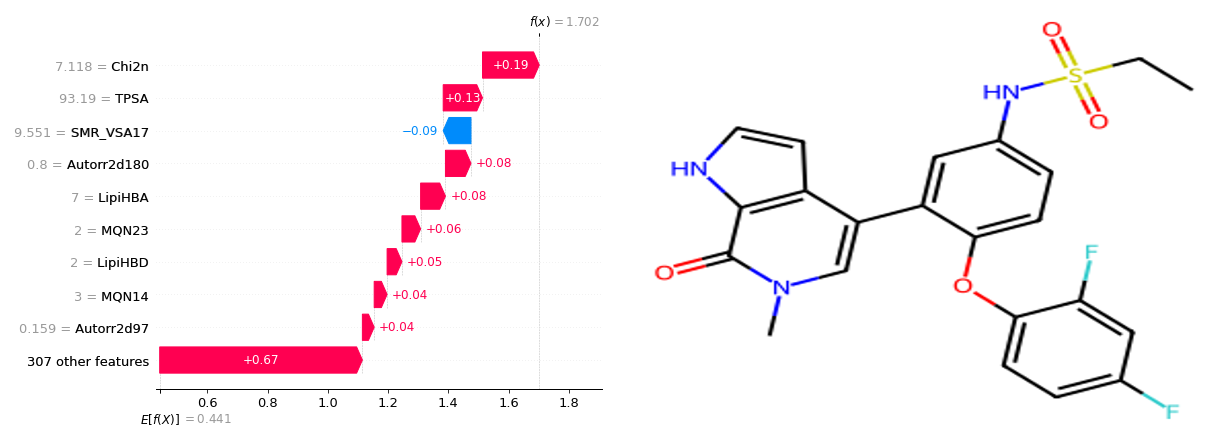 f(x) = 1.702
7.118 = Chi2n
+0.19
93.19 = TPSA
+0.13
9.551 = SMR_VSA17
−0.09
0.8 = Autorr2d180
+0.08
7 = LipiHBA
+0.08
2 = MQN23
+0.06
2 = LipiHBD
+0.05
3 = MQN14
+0.04
0.159 = Autorr2d97
+0.04
307 other features
+0.67
0.6 0.8 1.0 1.2 1.4 1.6 1.8
E[f(X)] = 0.441
O
HN
S
O
HN
O
N
O
F
F